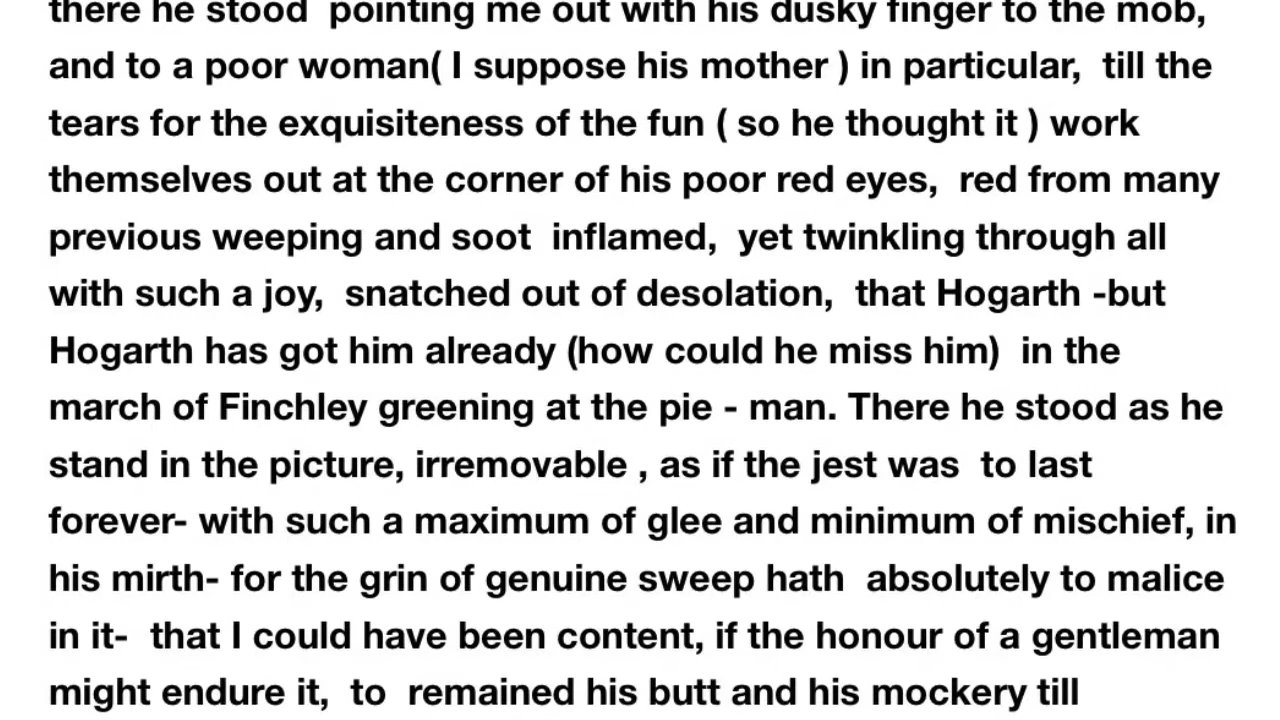 there he stood pointing me out with his dusky finger to the mob,
and to a poor woman( I suppose his mother ) in particular, till the
tears for the exquisiteness of the fun ( so he thought it ) work
themselves out at the corner of his poor red eyes, red from many
previous weeping and soot inflamed, yet twinkling through all
with such a joy, snatched out of desolation, that Hogarth -but
Hogarth has got him already (how could he miss him) in the
march of Finchley greening at the pie - man. There he stood as he
stand in the picture, irremovable , as if the jest was to last
forever- with such a maximum of glee and minimum of mischief, in
his mirth- for the grin of genuine sweep hath absolutely to malice
in it- that I could have been content, if the honour of a gentleman
might endure it, to remained his butt and his mockery till